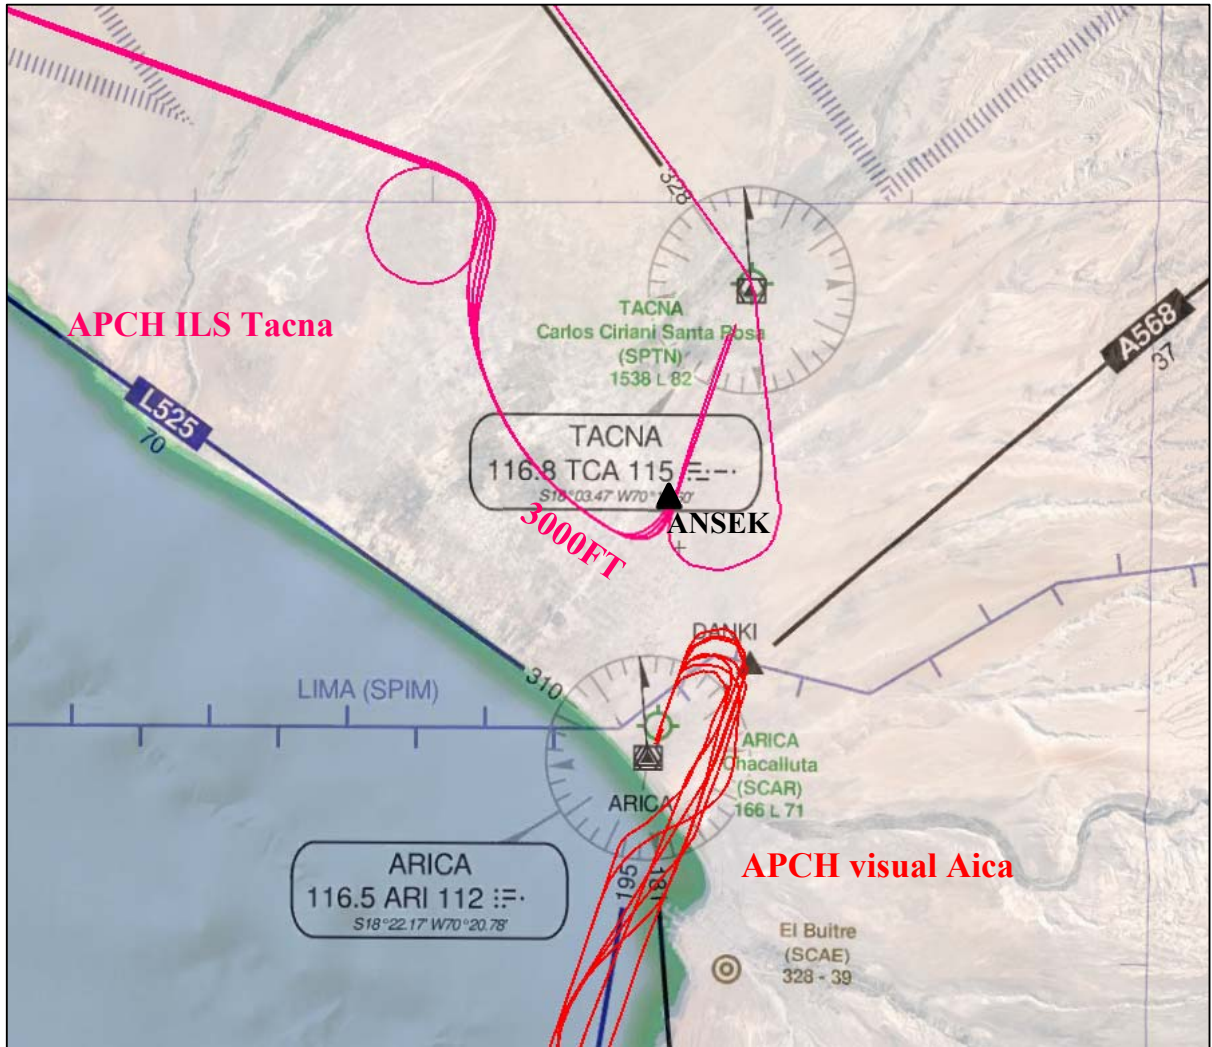 328
TACNA
Carlos Ciriani Santa Rosa
(SPTN)
1538 L 82
APCH ILS Tacna
A568
37
L525
70
TACNA
116.8 TCA 115
ANSEK
3000FT
DANKI
310
LIMA (SPIM)
ARICA
Chacalluta
(SCAR)
166 L 71
ARICA
ARICA
116.5 ARI 112
S18°22.17' W70°20.78'
195
181
APCH visual Aica
El Buitre
(SCAE)
328 - 39